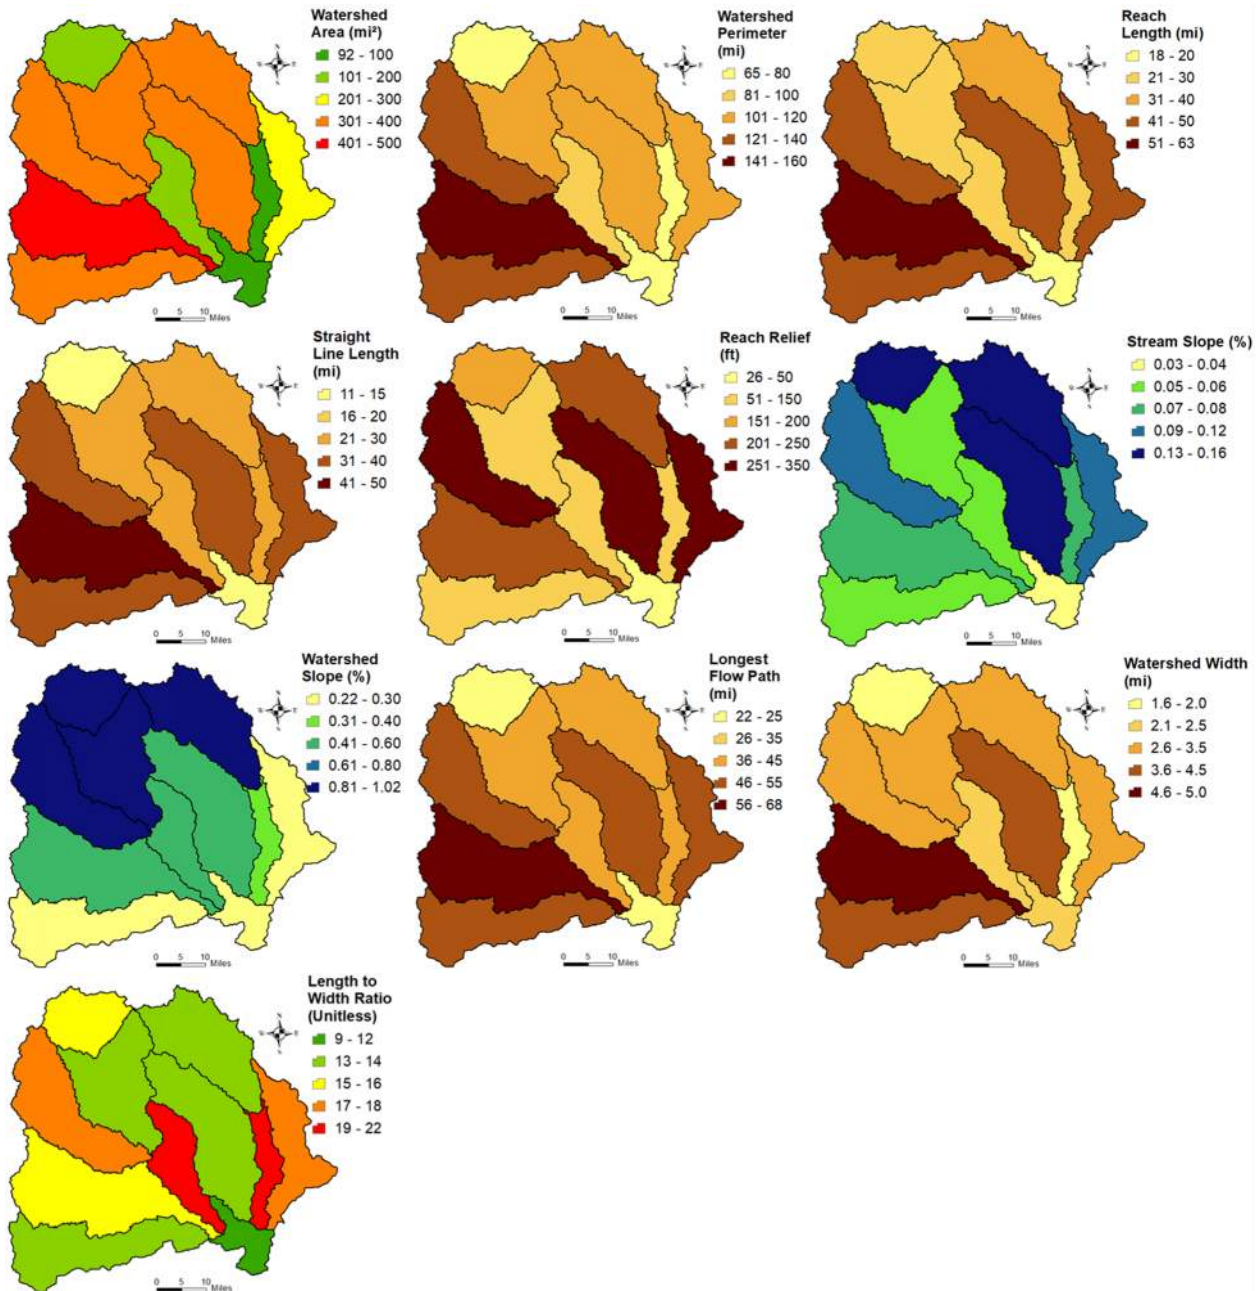 Watershed
Area (mi²)
92 - 100
101 - 200
201 - 300
301 - 400
401 - 500
0 5 10 Miles
Watershed
Perimeter
(mi)
65 - 80
81 - 100
101 - 120
121 - 140
141 - 160
0 5 10 Miles
Reach
Length (mi)
18 - 20
21 - 30
31 - 40
41 - 50
51 - 63
0 5 10 Miles
Straight
Line Length
(mi)
11 - 15
16 - 20
21 - 30
31 - 40
41 - 50
0 5 10 Miles
Reach Relief
(ft)
26 - 50
51 - 150
151 - 200
201 - 250
251 - 350
0 5 10 Miles
Stream Slope (%)
0.03 - 0.04
0.05 - 0.06
0.07 - 0.08
0.09 - 0.12
0.13 - 0.16
0 5 10 Miles
Watershed
Slope (%)
0.22 - 0.30
0.31 - 0.40
0.41 - 0.60
0.61 - 0.80
0.81 - 1.02
0 5 10 Miles
Longest
Flow Path
(mi)
22 - 25
26 - 35
36 - 45
46 - 55
56 - 68
0 5 10 Miles
Watershed Width
(mi)
1.6 - 2.0
2.1 - 2.5
2.6 - 3.5
3.6 - 4.5
4.6 - 5.0
0 5 10 Miles
Length to
Width Ratio
(Unitless)
9 - 12
13 - 14
15 - 16
17 - 18
19 - 22
0 5 10 Miles